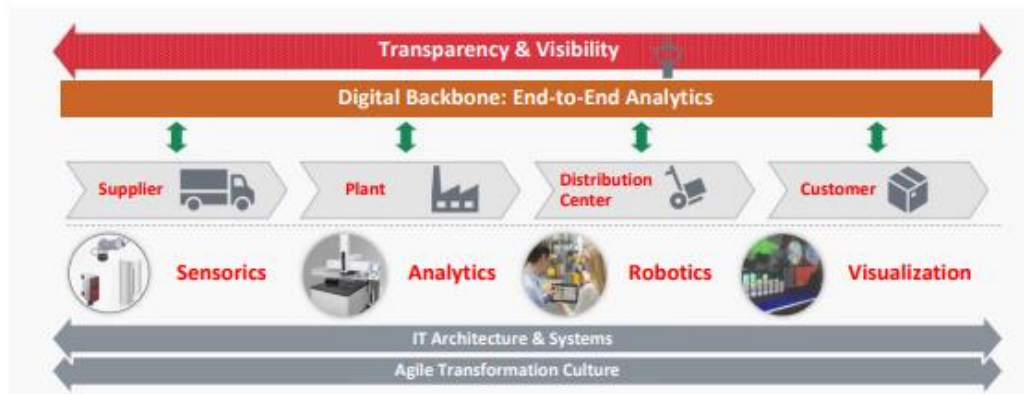 Transparency & Visibility
Digital Backbone: End-to-End Analytics
Supplier
Plant
Distribution
Center
Customer
Sensorics
Analytics
Robotics
Visualization
IT Architecture & Systems
Agile Transformation Culture